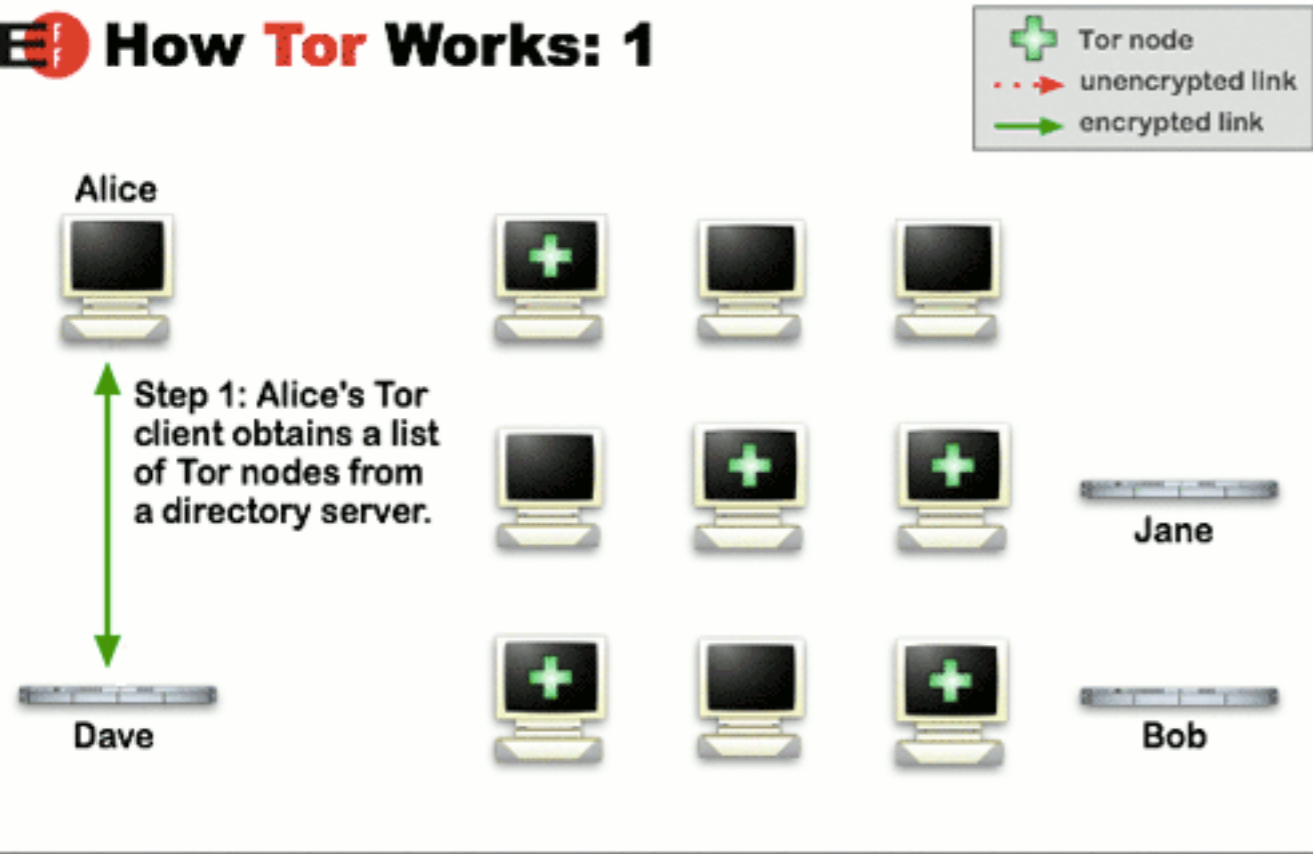 E
F
F
How Tor Works: 1
Tor node
unencrypted link
encrypted link
Alice
Step 1: Alice's Tor
client obtains a list
of Tor nodes from
a directory server.
Jane
Dave
Bob